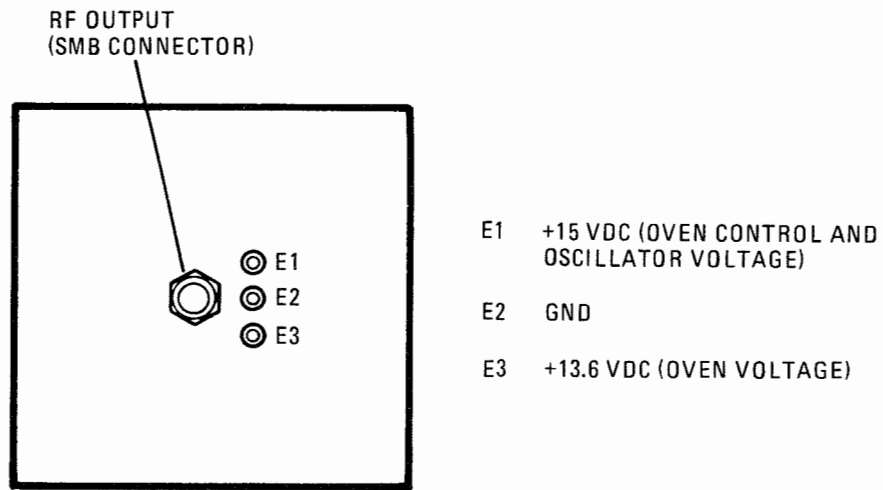 RF OUTPUT
(SMB CONNECTOR)
E1
E2
E3
E1 +15 VDC (OVEN CONTROL AND
OSCILLATOR VOLTAGE)
E2 GND
E3 +13.6 VDC (OVEN VOLTAGE)